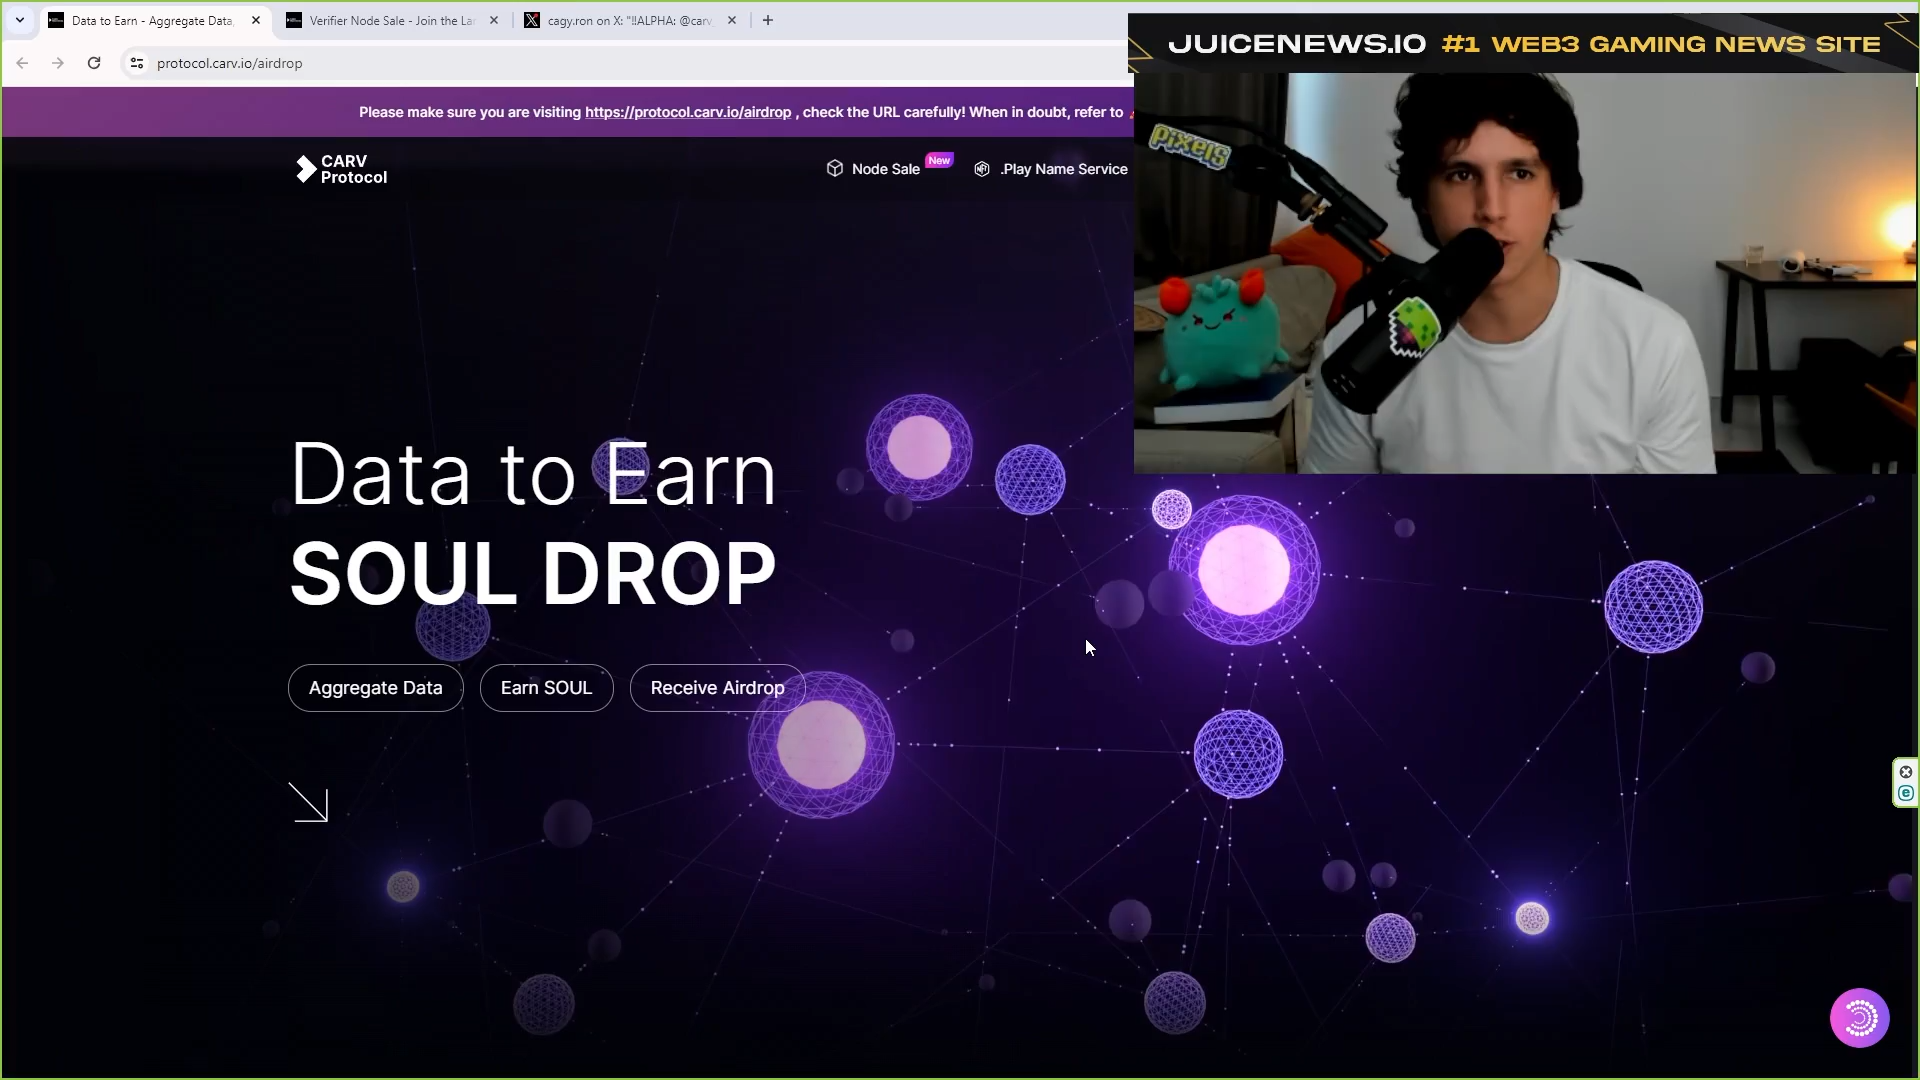 Data to Earn - Aggregate Data,
Verifier Node Sale - Join the Lar
cagy.ron on X: "‼ALPHA: @carv
protocol.carv.io/airdrop
JUICENEWS.IO #1 WEB3 GAMING NEWS SITE
Please make sure you are visiting https://protocol.carv.io/airdrop , check the URL carefully! When in doubt, refer to
CARV
Protocol
Node Sale
New
.Play Name Service
pixels
Data to Earn
SOUL DROP
Aggregate Data
Earn SOUL
Receive Airdrop